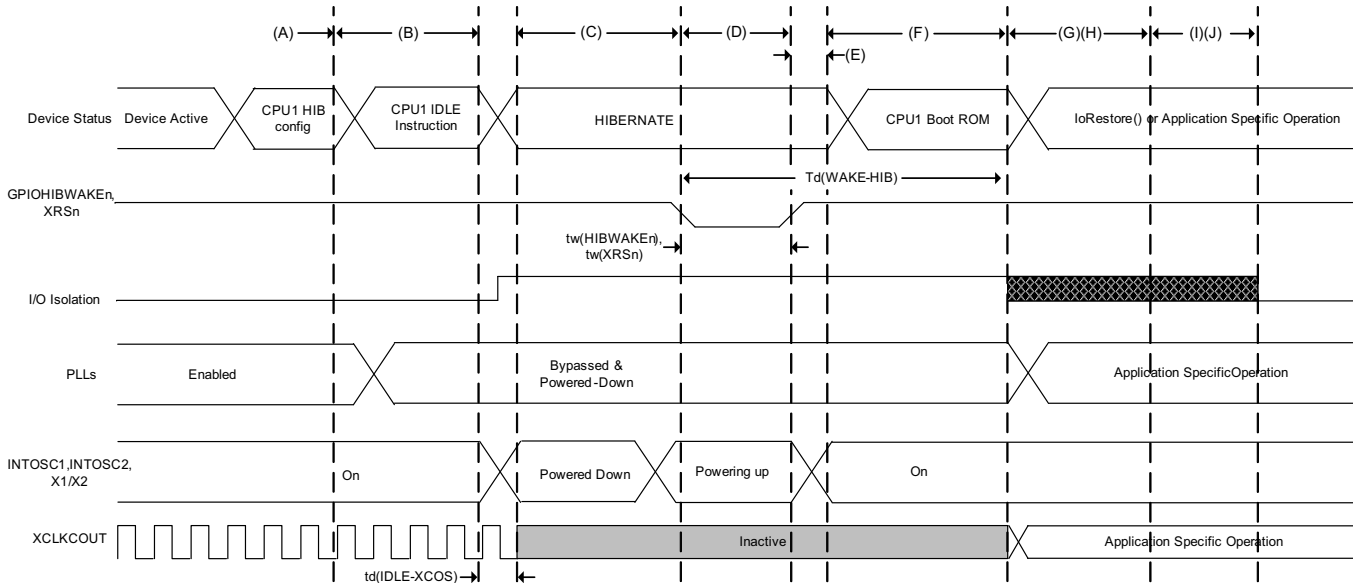 (A)
(B)
(C)
(D)
(E)
(F)
(G)(H)
(I)(J)
Device Status
Device Active
CPU1 HIB
config
CPU1 IDLE
Instruction
HIBERNATE
CPU1 Boot ROM
IoRestore() or Application Specific Operation
Td(WAKE-HIB)
GPIOHIBWAKEn,
XRSn
tw(HIBWAKEn),
tw(XRSn)
I/O Isolation
PLLs
Enabled
Bypassed &
Powered-Down
Application SpecificOperation
INTOSC1,INTOSC2,
X1/X2
On
Powered Down
Powering up
On
XCLKCOUT
Inactive
Application Specific Operation
td(IDLE-XCOS)